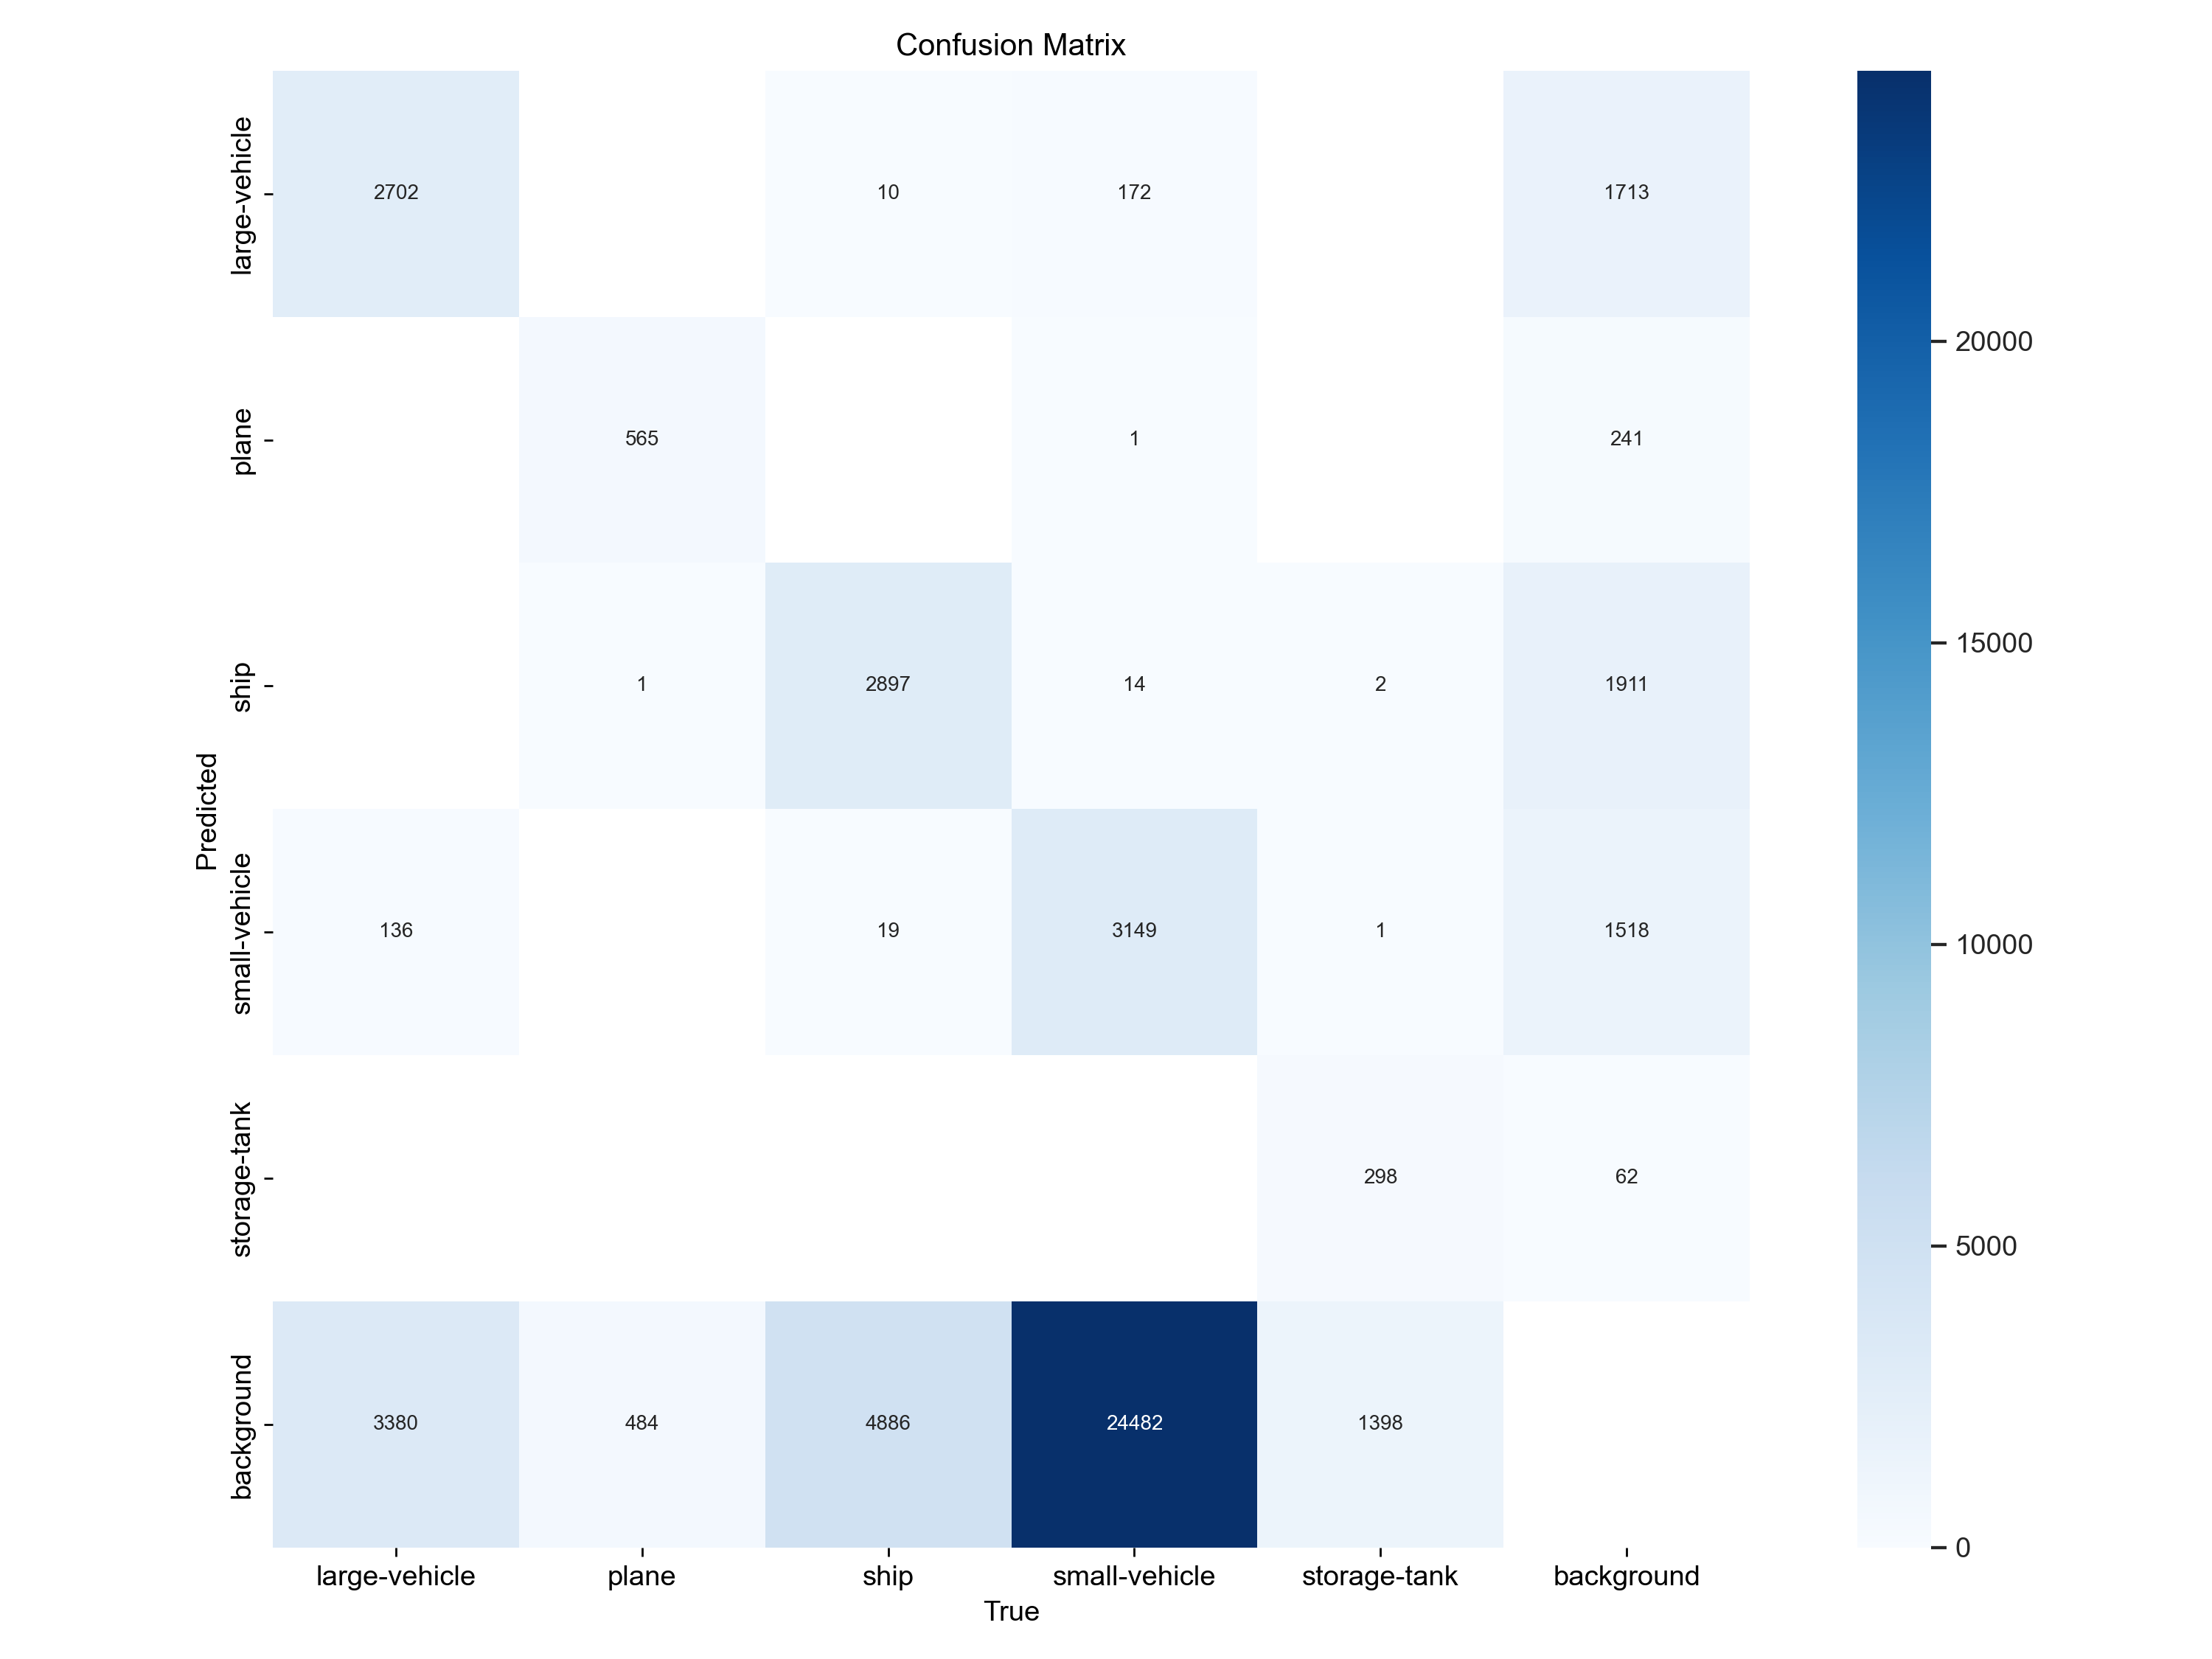 Confusion Matrix
large-vehicle
2702
10
172
1713
plane
565
1
241
20000
ship
1
2897
14
2
1911
15000
Predicted
small-vehicle
136
19
3149
1
1518
10000
storage-tank
298
62
5000
background
3380
484
4886
24482
1398
0
large-vehicle
plane
ship
small-vehicle
storage-tank
background
True